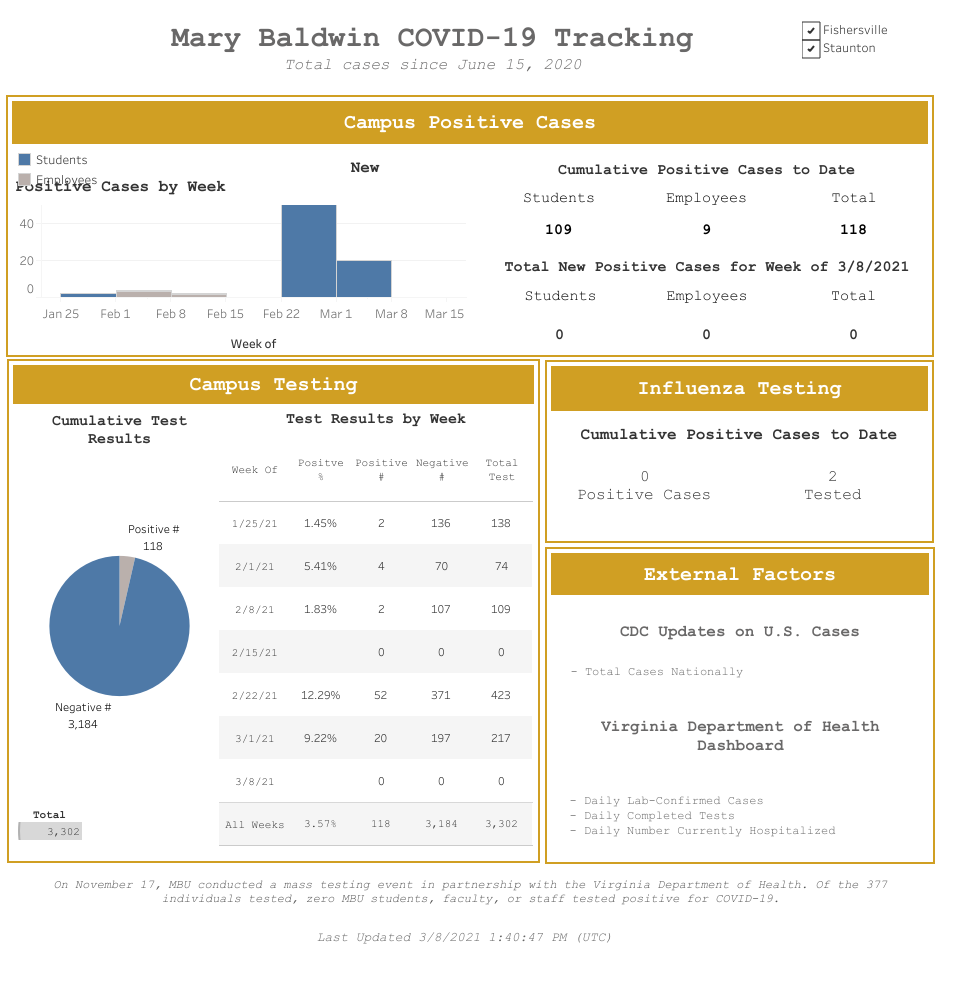 Mary Baldwin COVID-19 Tracking
Total cases since June 15, 2020
✔ Fishersville
✔ Staunton
Campus Positive Cases
Students
Employees
New
Positive Cases by Week
40
20
0
Jan 25 Feb 1 Feb 8 Feb 15 Feb 22 Mar 1 Mar 8 Mar 15
Week of
Cumulative Positive Cases to Date
Students Employees Total
109 9 118
Total New Positive Cases for Week of 3/8/2021
Students Employees Total
0 0 0
Campus Testing
Cumulative Test
Results
Positive #
118
Negative #
3,184
Total
3,302
Test Results by Week
Week Of Positve % Positive # Negative # Total Test
1/25/21 1.45% 2 136 138
2/1/21 5.41% 4 70 74
2/8/21 1.83% 2 107 109
2/15/21 0 0 0
2/22/21 12.29% 52 371 423
3/1/21 9.22% 20 197 217
3/8/21 0 0 0
All Weeks 3.57% 118 3,184 3,302
Influenza Testing
Cumulative Positive Cases to Date
0 2
Positive Cases Tested
External Factors
CDC Updates on U.S. Cases
- Total Cases Nationally
Virginia Department of Health
Dashboard
- Daily Lab-Confirmed Cases
- Daily Completed Tests
- Daily Number Currently Hospitalized
On November 17, MBU conducted a mass testing event in partnership with the Virginia Department of Health. Of the 377
individuals tested, zero MBU students, faculty, or staff tested positive for COVID-19.
Last Updated 3/8/2021 1:40:47 PM (UTC)